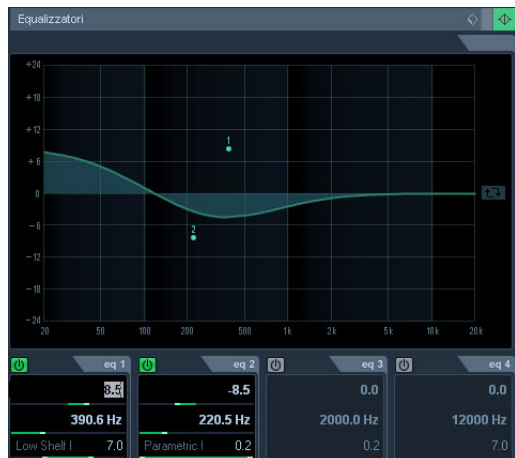 Equalizzatori
+24
+18
+12
+6
0
-6
-12
-18
-24
1
2
20 50 100 200 500 1k 2k 5k 10k 20k
eq 1 eq 2 eq 3 eq 4
8.5 -8.5 0.0 0.0
390.6 Hz 220.5 Hz 2000.0 Hz 12000 Hz
Low Shelf I 7.0 Parametric I 0.2 0.2 7.0